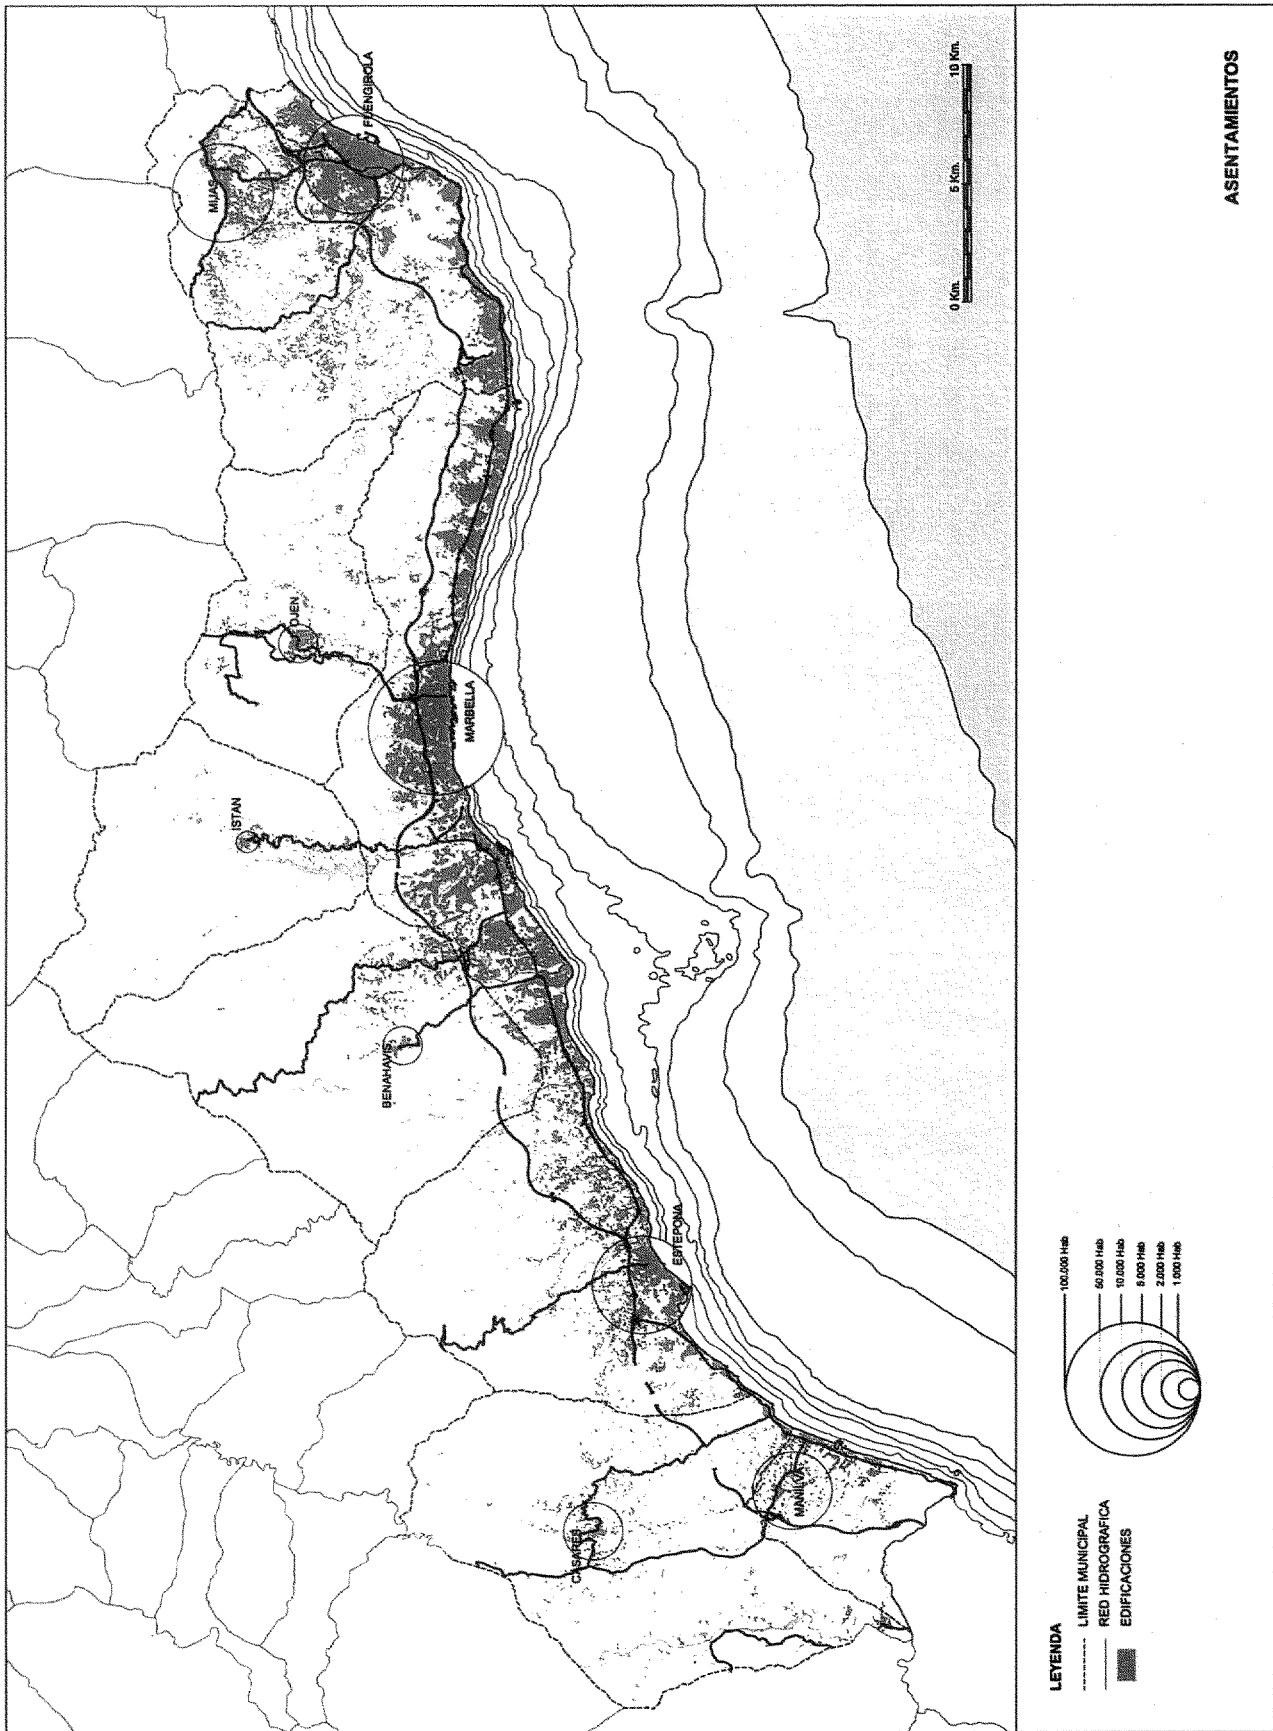 MIJAS
FUENGIROLA
OJEN
MARBELLA
ISTAN
BENAHAVIS
ESTEPONA
CASARES
MANILVA
0 Km.
5 Km.
10 Km.
LEYENDA
LIMITE MUNICIPAL
RED HIDROGRAFICA
EDIFICACIONES
100.000 Hab
50.000 Hab
10.000 Hab
5.000 Hab
2.000 Hab
1.000 Hab
ASENTAMIENTOS